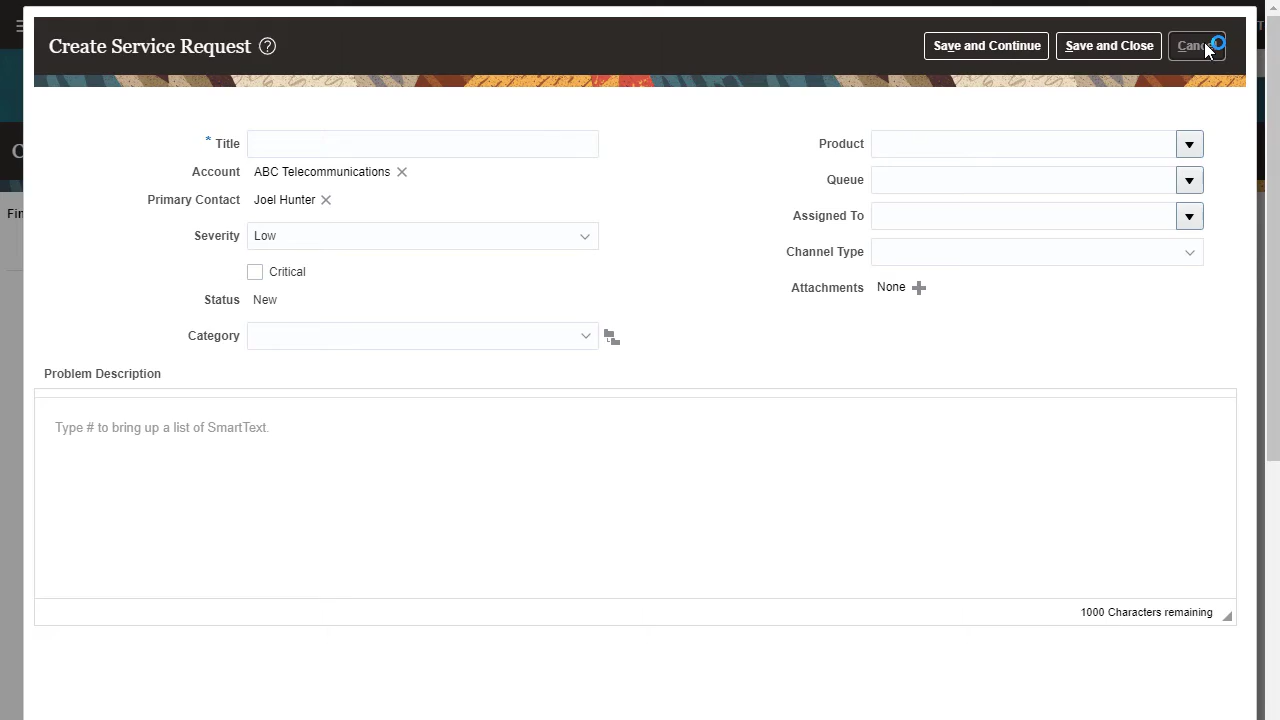 Create Service Request
Save and Continue
Save and Close
* Title
Account ABC Telecommunications
Primary Contact Joel Hunter
Severity Low
Critical
Status New
Category
Product
Queue
Assigned To
Channel Type
Attachments None
Problem Description
Type # to bring up a list of SmartText.
1000 Characters remaining